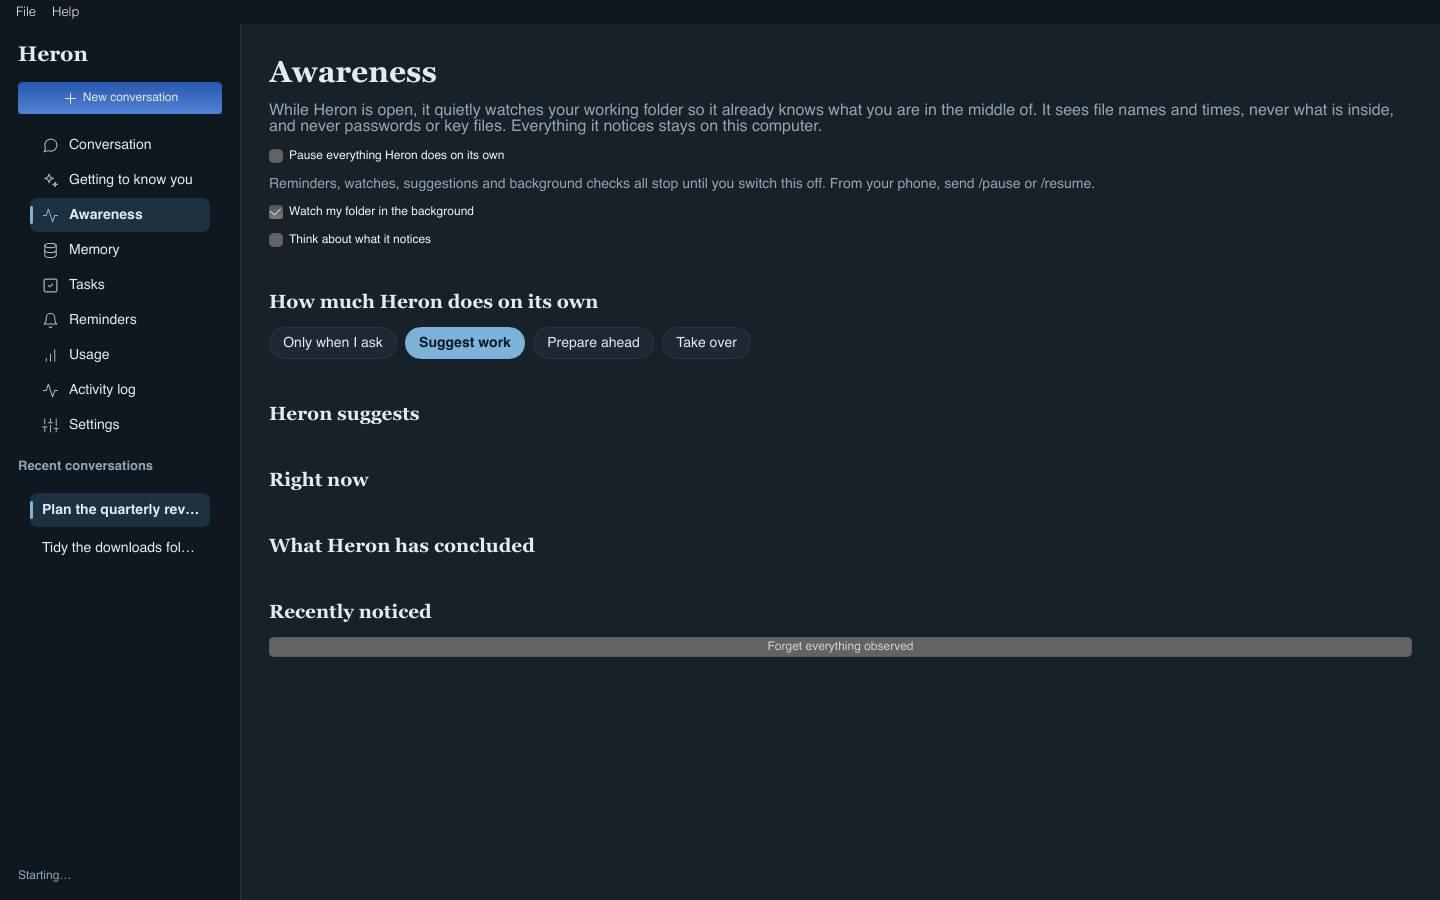 File Help
Heron
New conversation
Conversation
Getting to know you
Awareness
Memory
Tasks
Reminders
Usage
Activity log
Settings
Recent conversations
Plan the quarterly rev…
Tidy the downloads fol…
Starting…
Awareness
While Heron is open, it quietly watches your working folder so it already knows what you are in the middle of. It sees file names and times, never what is inside,
and never passwords or key files. Everything it notices stays on this computer.
Pause everything Heron does on its own
Reminders, watches, suggestions and background checks all stop until you switch this off. From your phone, send /pause or /resume.
Watch my folder in the background
Think about what it notices
How much Heron does on its own
Only when I ask Suggest work Prepare ahead Take over
Heron suggests
Right now
What Heron has concluded
Recently noticed
Forget everything observed